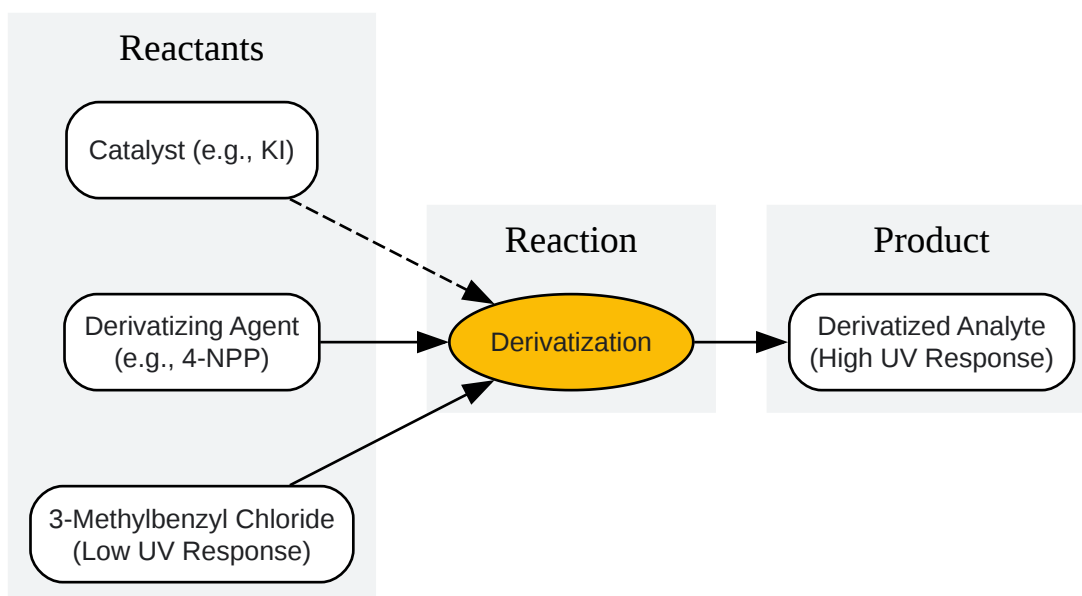 Reactants
Catalyst (e.g., KI)
Derivatizing Agent
(e.g., 4-NPP)
3-Methylbenzyl Chloride
(Low UV Response)
Reaction
Derivatization
Product
Derivatized Analyte
(High UV Response)